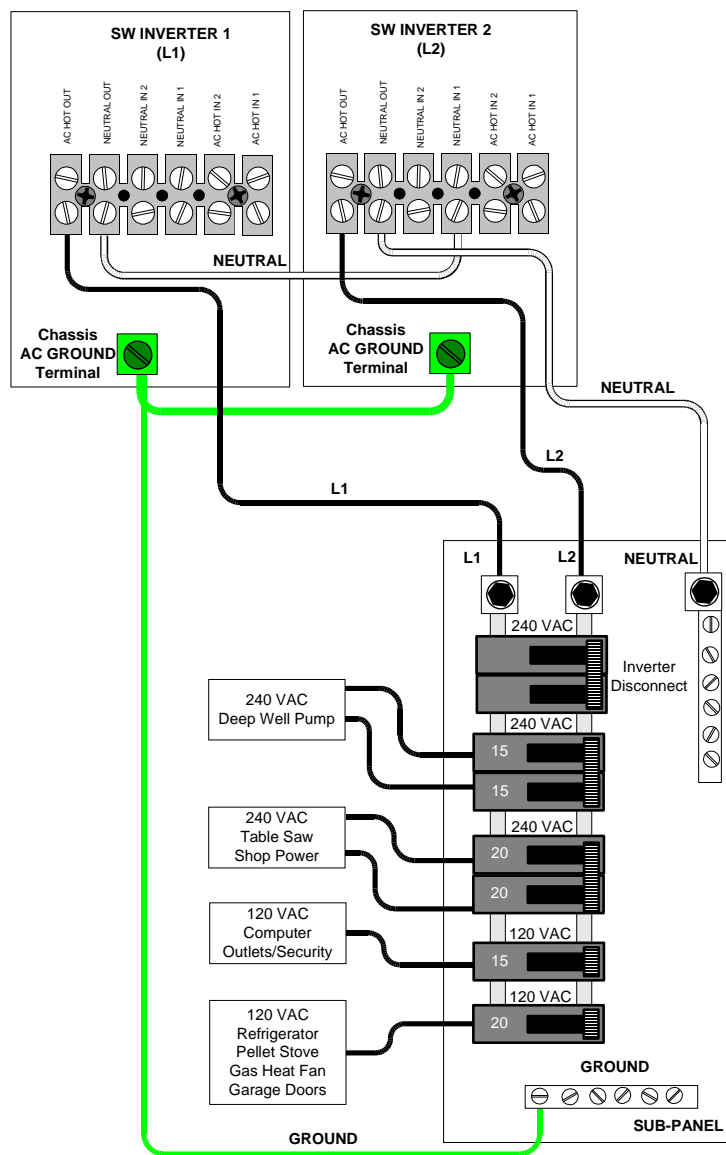 SW INVERTER 1
(L1)
AC HOT OUT
NEUTRAL OUT
NEUTRAL IN 2
NEUTRAL IN 1
AC HOT IN 2
AC HOT IN 1
SW INVERTER 2
(L2)
AC HOT OUT
NEUTRAL OUT
NEUTRAL IN 2
NEUTRAL IN 1
AC HOT IN 2
AC HOT IN 1
NEUTRAL
Chassis
AC GROUND
Terminal
Chassis
AC GROUND
Terminal
NEUTRAL
L2
L1
L1
L2
NEUTRAL
240 VAC
Inverter
Disconnect
240 VAC
Deep Well Pump
240 VAC
15
15
240 VAC
Table Saw
Shop Power
240 VAC
20
20
120 VAC
Computer
Outlets/Security
120 VAC
15
120 VAC
Refrigerator
Pellet Stove
Gas Heat Fan
Garage Doors
120 VAC
20
GROUND
SUB-PANEL
GROUND